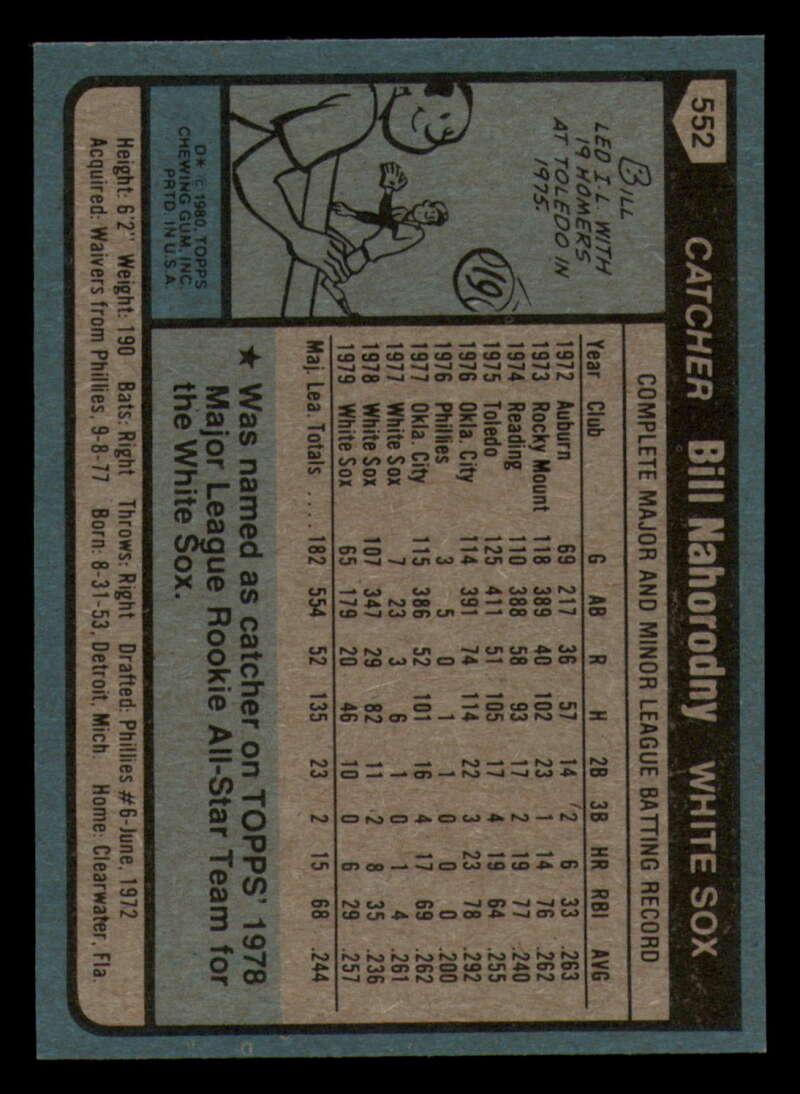 552 CATCHER Bill Nahorodny WHITE SOX
BILL
LED I.L. WITH
19 HOMERS
AT TOLEDO IN
1975.
19
D* © 1980, TOPPS
CHEWING GUM, INC.
PRTD. IN U.S.A.
COMPLETE MAJOR AND MINOR LEAGUE BATTING RECORD
Year Club G AB R H 2B 3B HR RBI AVG
1972 Auburn 69 217 36 57 14 2 6 33 .263
1973 Rocky Mount 118 389 40 102 23 1 14 76 .262
1974 Reading 110 388 58 93 17 2 19 77 .240
1975 Toledo 125 411 51 105 17 4 19 64 .255
1976 Okla. City 114 391 74 114 22 3 23 78 .292
1976 Phillies 3 5 0 1 1 0 0 0 .200
1977 Okla. City 115 386 52 101 16 4 17 69 .262
1977 White Sox 7 23 3 6 1 0 1 4 .261
1978 White Sox 107 347 29 82 11 2 8 35 .236
1979 White Sox 65 179 20 46 10 0 6 29 .257
Maj. Lea. Totals .... 182 554 52 135 23 2 15 68 .244
★ Was named as catcher on TOPPS' 1978
Major League Rookie All-Star Team for
the White Sox.
Height: 6'2" Weight: 190 Bats: Right Throws: Right Drafted: Phillies #6-June, 1972
Acquired: Waivers from Phillies, 9-8-77 Born: 8-31-53, Detroit, Mich. Home: Clearwater, Fla.
D